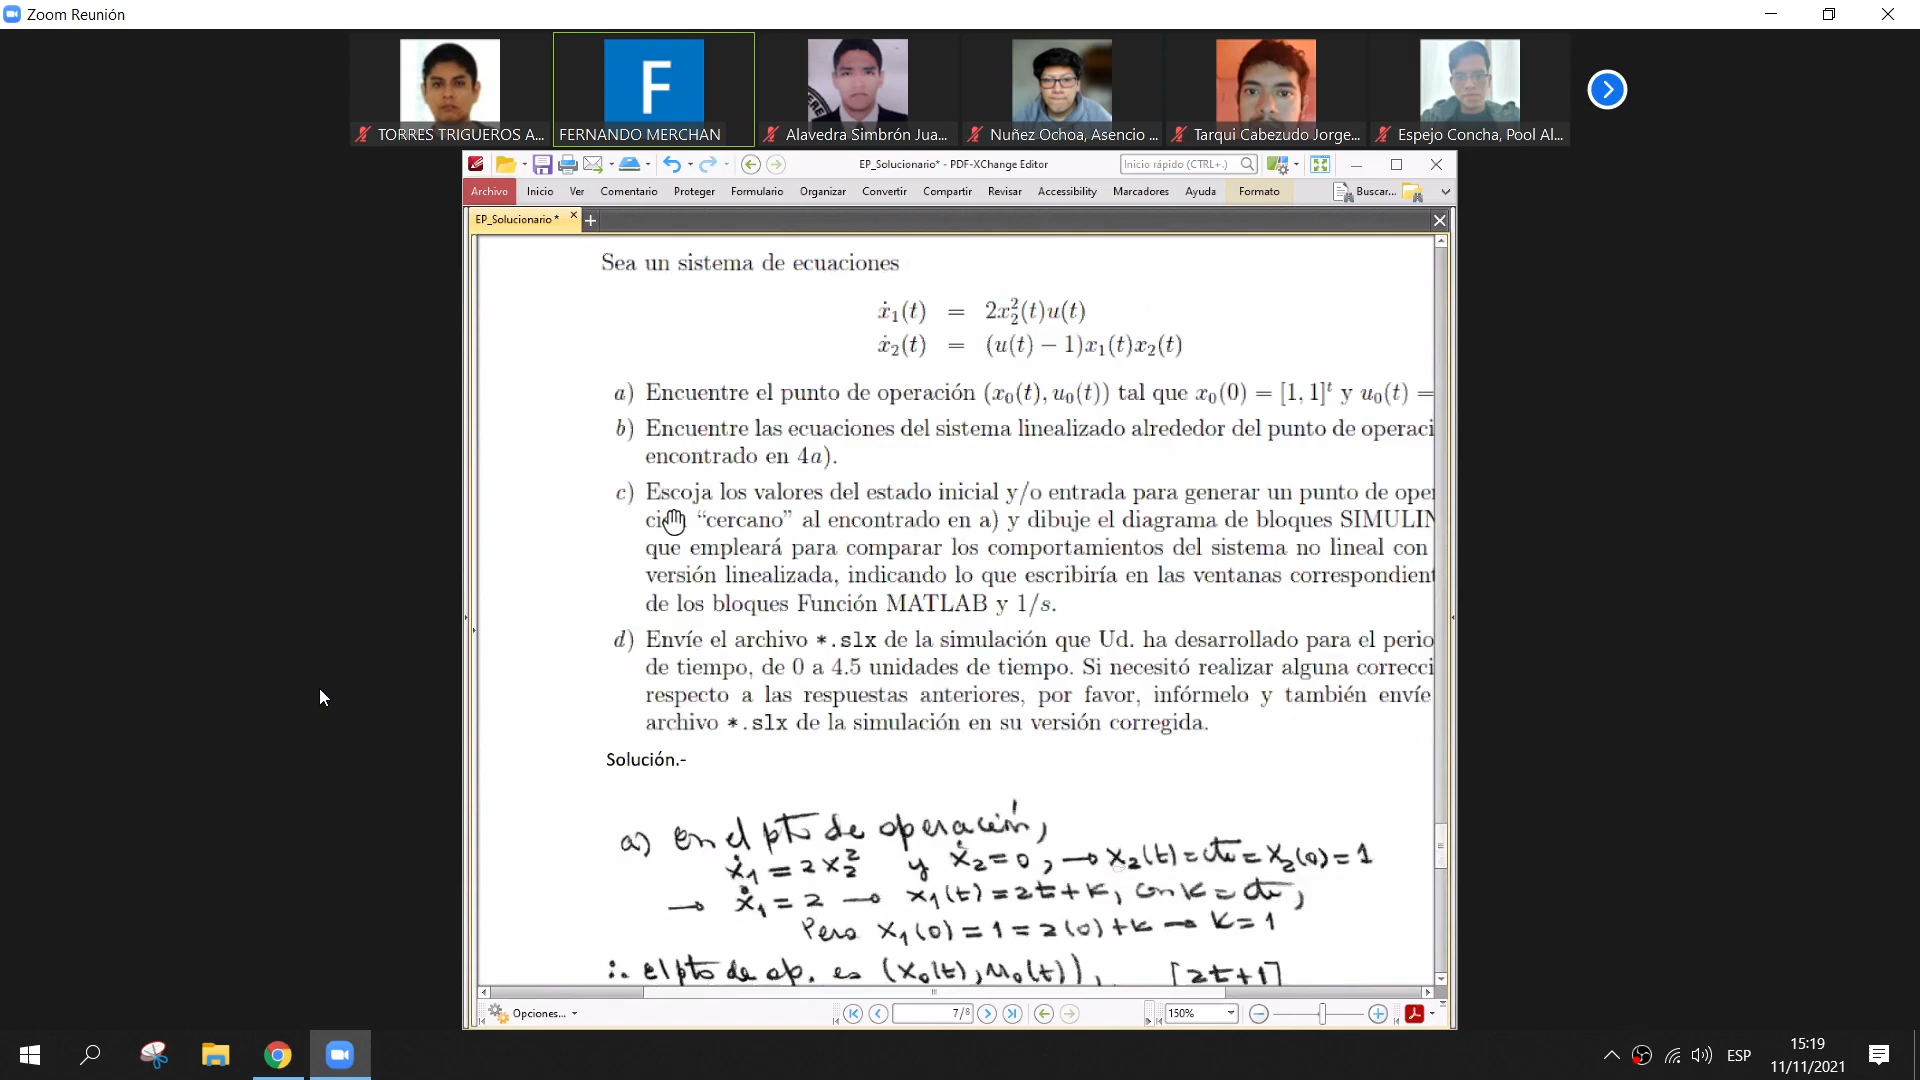 Zoom Reunión
F
TORRES TRIGUEROS A...
FERNANDO MERCHAN
Alavedra Simbrón Jua...
Nuñez Ochoa, Asencio ...
Tarqui Cabezudo Jorge...
Espejo Concha, Pool Al...
EP_Solucionario* - PDF-XChange Editor
Inicio rápido (CTRL+.)
Archivo Inicio Ver Comentario Proteger Formulario Organizar Convertir Compartir Revisar Accessibility Marcadores Ayuda Formato Buscar...
EP_Solucionario *
Sea un sistema de ecuaciones
ẋ₁(t) = 2x₂²(t)u(t)
ẋ₂(t) = (u(t) − 1)x₁(t)x₂(t)
a) Encuentre el punto de operación (x₀(t), u₀(t)) tal que x₀(0) = [1, 1]ᵗ y u₀(t) =
b) Encuentre las ecuaciones del sistema linealizado alrededor del punto de operaci
encontrado en 4a).
c) Escoja los valores del estado inicial y/o entrada para generar un punto de oper
ci “cercano” al encontrado en a) y dibuje el diagrama de bloques SIMULIN
que empleará para comparar los comportamientos del sistema no lineal con
versión linealizada, indicando lo que escribiría en las ventanas correspondient
de los bloques Función MATLAB y 1/s.
d) Envíe el archivo *.slx de la simulación que Ud. ha desarrollado para el perio
de tiempo, de 0 a 4.5 unidades de tiempo. Si necesitó realizar alguna correcci
respecto a las respuestas anteriores, por favor, infórmelo y también envíe
archivo *.slx de la simulación en su versión corregida.
Solución.-
a) En el pto de operación,
ẋ₁ = 2x₂² y ẋ₂ = 0, → x₂(t) = cte = x₂(0) = 1
→ ẋ₁ = 2 → x₁(t) = 2t + k, con k = cte,
Pero x₁(0) = 1 = 2(0) + k → k = 1
∴ el pto de op. es (x₀(t), u₀(t)), [2t+1]
Opciones...
7/8
150%
ESP
15:19
11/11/2021